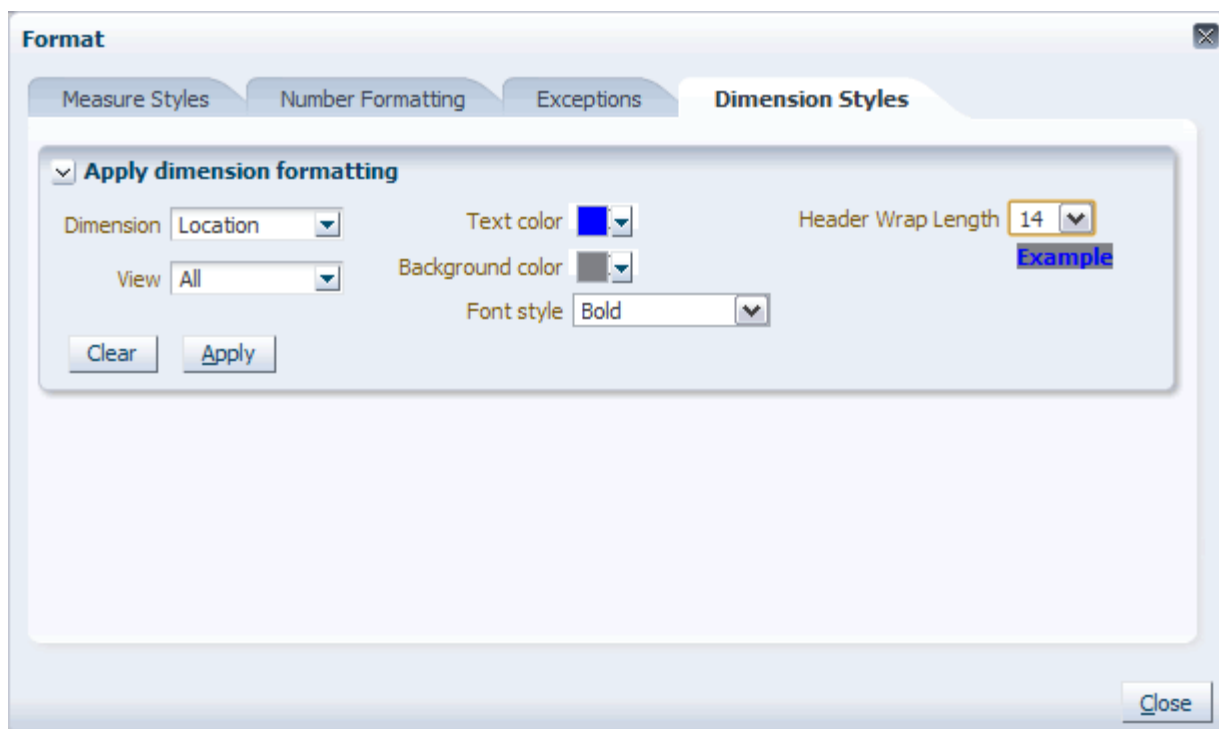 Format
Measure Styles Number Formatting Exceptions Dimension Styles
Apply dimension formatting
Dimension Location Text color Header Wrap Length 14
Example
View All Background color
Font style Bold
Clear Apply
Close